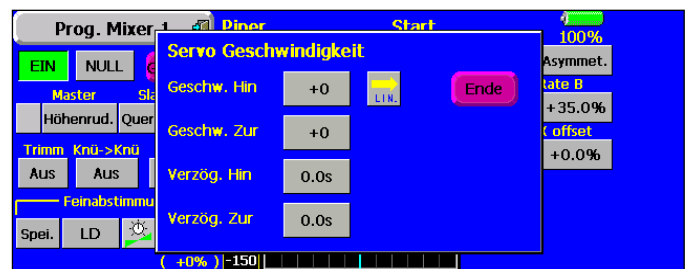 Prog. Mixer 1 Piper Start
100%
Servo Geschwindigkeit
EIN NULL Asymmet.
Master Rate B
Geschw. Hin +0 LIN. Ende
Höhenrud. Quer +35.0%
Geschw. Zur +0
Trimm Knü->Knü +0.0%
Aus Aus
Verzög. Hin 0.0s
Feinabstimmu
Verzög. Zur 0.0s
Spei. LD
( +0% ) -150